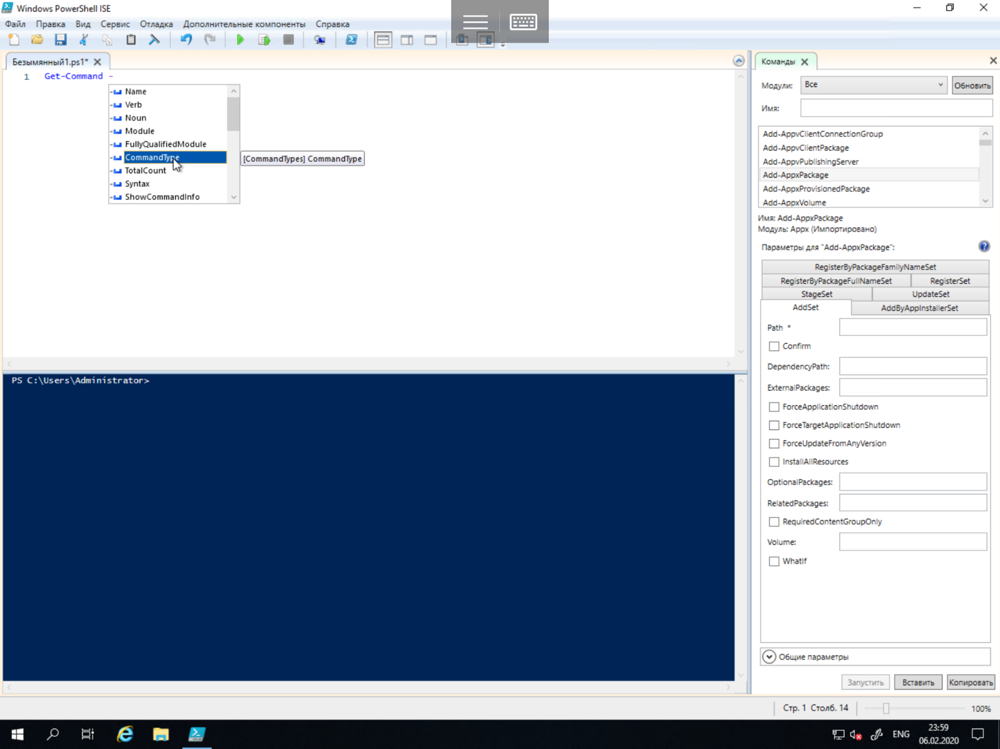 Windows PowerShell ISE
Файл Правка Вид Сервис Отладка Дополнительные компоненты Справка
Безымянный1.ps1*
1 Get-Command -
Name
Verb
Noun
Module
FullyQualifiedModule
CommandType
[CommandTypes] CommandType
TotalCount
Syntax
ShowCommandInfo
PS C:\Users\Administrator>
Команды
Модули: Все Обновить
Имя:
Add-AppvClientConnectionGroup
Add-AppvClientPackage
Add-AppvPublishingServer
Add-AppxPackage
Add-AppxProvisionedPackage
Add-AppxVolume
Имя: Add-AppxPackage
Модуль: Appx (Импортировано)
Параметры для "Add-AppxPackage":
RegisterByPackageFamilyNameSet
RegisterByPackageFullNameSet RegisterSet
StageSet UpdateSet
AddSet AddByAppInstallerSet
Path *
Confirm
DependencyPath:
ExternalPackages:
ForceApplicationShutdown
ForceTargetApplicationShutdown
ForceUpdateFromAnyVersion
InstallAllResources
OptionalPackages:
RelatedPackages:
RequiredContentGroupOnly
Volume:
WhatIf
Общие параметры
Запустить Вставить Копировать
Стр. 1 Столб. 14 100%
ENG 23:59
06.02.2020